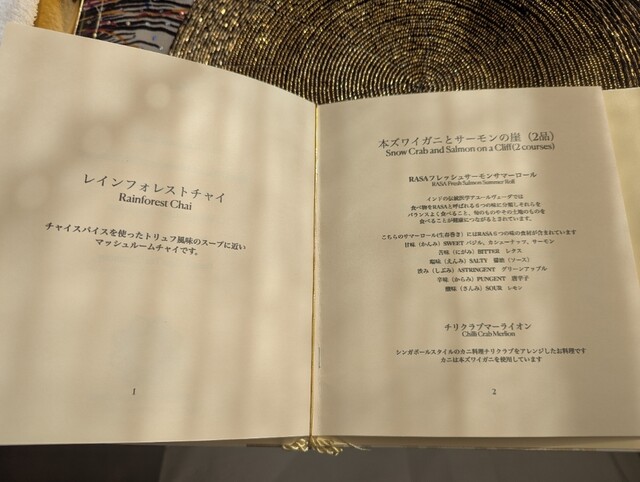 レインフォレストチャイ
Rainforest Chai
チャイスパイスを使ったトリュフ風味のスープに近い
マッシュルームチャイです。
1
本ズワイガニとサーモンの崖（2品）
Snow Crab and Salmon on a Cliff (2 courses)
RASAフレッシュサーモンサマーロール
RASA Fresh Salmon Summer Roll
インドの伝統医学アーユルヴェーダでは
食べ物をRASAと呼ばれる6つの味に分類しそれらを
バランスよく食べること、旬のものやその土地のものを
食べることが健康につながるとされています。
こちらのサマーロール(生春巻き）にはRASA６つの味の食材が含まれています
甘味（かんみ）SWEET バジル、カシューナッツ、サーモン
苦味（にがみ）BITTER レタス
塩味（えんみ）SALTY 醤油（ソース）
渋み（しぶみ）ASTRINGENT グリーンアップル
辛味（からみ）PUNGENT 唐辛子
酸味（さんみ）SOUR レモン
チリクラブマーライオン
Chilli Crab Merlion
シンガポールスタイルのカニ料理チリクラブをアレンジしたお料理です
カニは本ズワイガニを使用しています
2